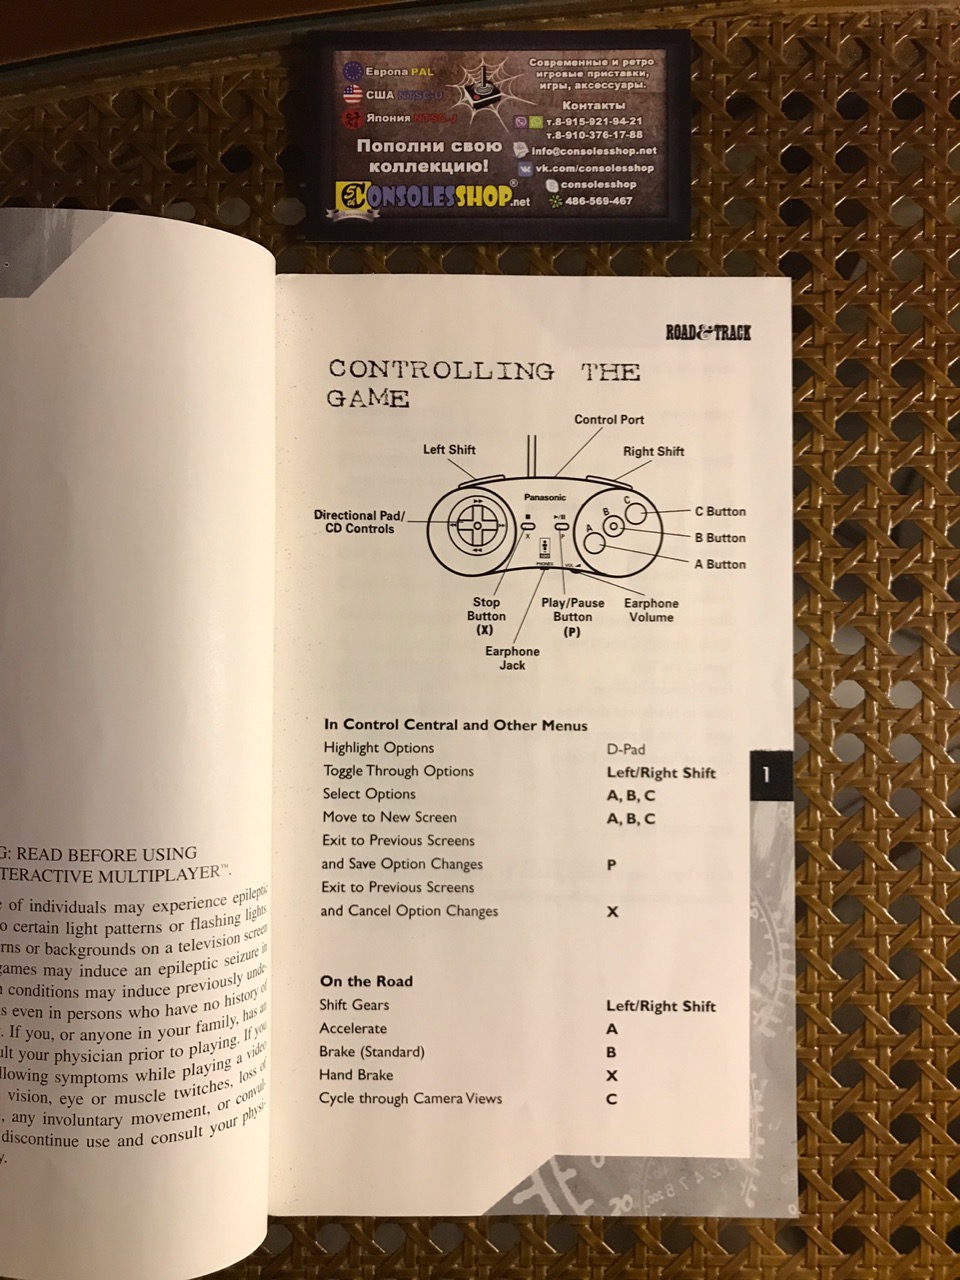 Европа PAL
США NTSC-U
Япония NTSC-J
Пополни свою
коллекцию!
CONSOLESSHOP.net
®
Современные и ретро
игровые приставки,
игры, аксессуары.
Контакты
т.8-915-921-94-21
т.8-910-376-17-88
info@consolesshop.net
vk.com/consolesshop
consolesshop
486-569-467
G: READ BEFORE USING
TERACTIVE MULTIPLAYER™.
e of individuals may experience epileptic
o certain light patterns or flashing lights.
rns or backgrounds on a television screen
games may induce an epileptic seizure in
n conditions may induce previously unde-
s even in persons who have no history of
. If you, or anyone in your family, has an
ult your physician prior to playing. If you
llowing symptoms while playing a video
vision, eye or muscle twitches, loss of
, any involuntary movement, or convul-
discontinue use and consult your physi-
y.
ROAD & TRACK
CONTROLLING THE
GAME
Control Port
Left Shift
Right Shift
Panasonic
Directional Pad/
CD Controls
C
B
A
X
P
PHONES
VOL
C Button
B Button
A Button
Stop
Button
(X)
Play/Pause
Button
(P)
Earphone
Volume
Earphone
Jack
In Control Central and Other Menus
Highlight Options D-Pad
Toggle Through Options Left/Right Shift
Select Options A, B, C
Move to New Screen A, B, C
Exit to Previous Screens
and Save Option Changes P
Exit to Previous Screens
and Cancel Option Changes X
1
On the Road
Shift Gears Left/Right Shift
Accelerate A
Brake (Standard) B
Hand Brake X
Cycle through Camera Views C